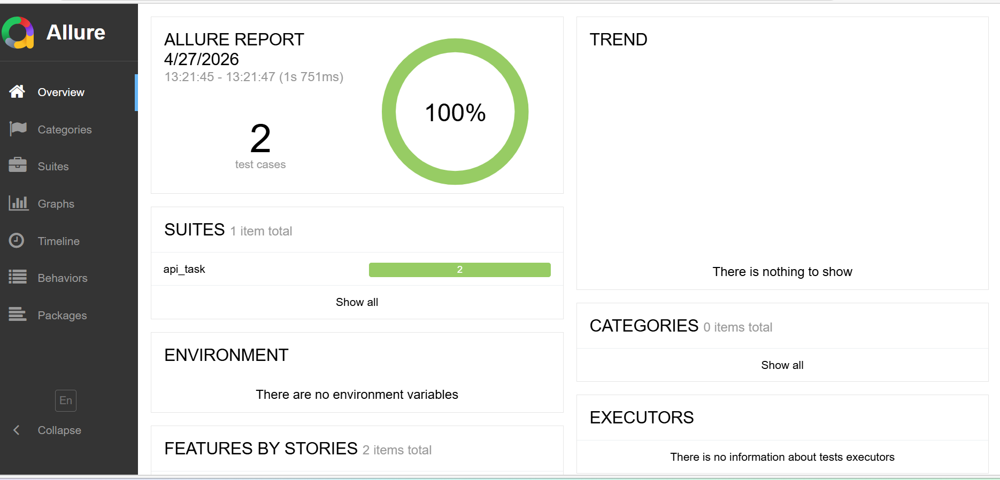 Allure
Overview
Categories
Suites
Graphs
Timeline
Behaviors
Packages
En
Collapse
ALLURE REPORT
4/27/2026
13:21:45 - 13:21:47 (1s 751ms)
2
test cases
100%
SUITES 1 item total
api_task 2
Show all
ENVIRONMENT
There are no environment variables
FEATURES BY STORIES 2 items total
TREND
There is nothing to show
CATEGORIES 0 items total
Show all
EXECUTORS
There is no information about tests executors